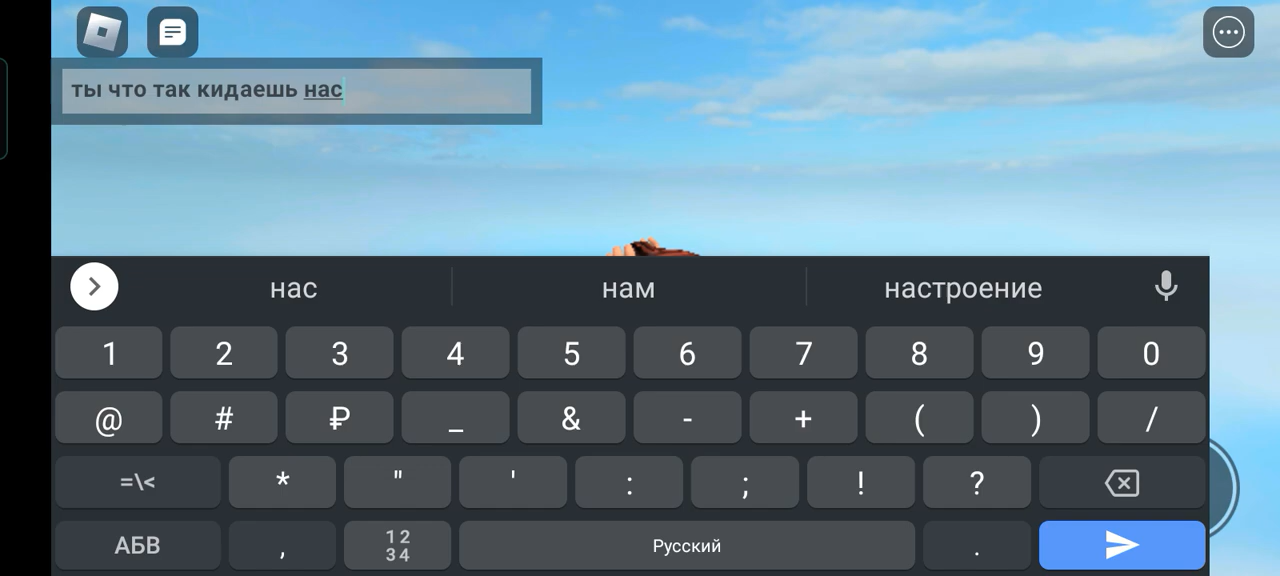 ты что так кидаешь нас
нас нам настроение
1 2 3 4 5 6 7 8 9 0
@ # ₽ _ & - + ( ) /
=\< * " ' : ; ! ?
АБВ , 12 34 Русский .